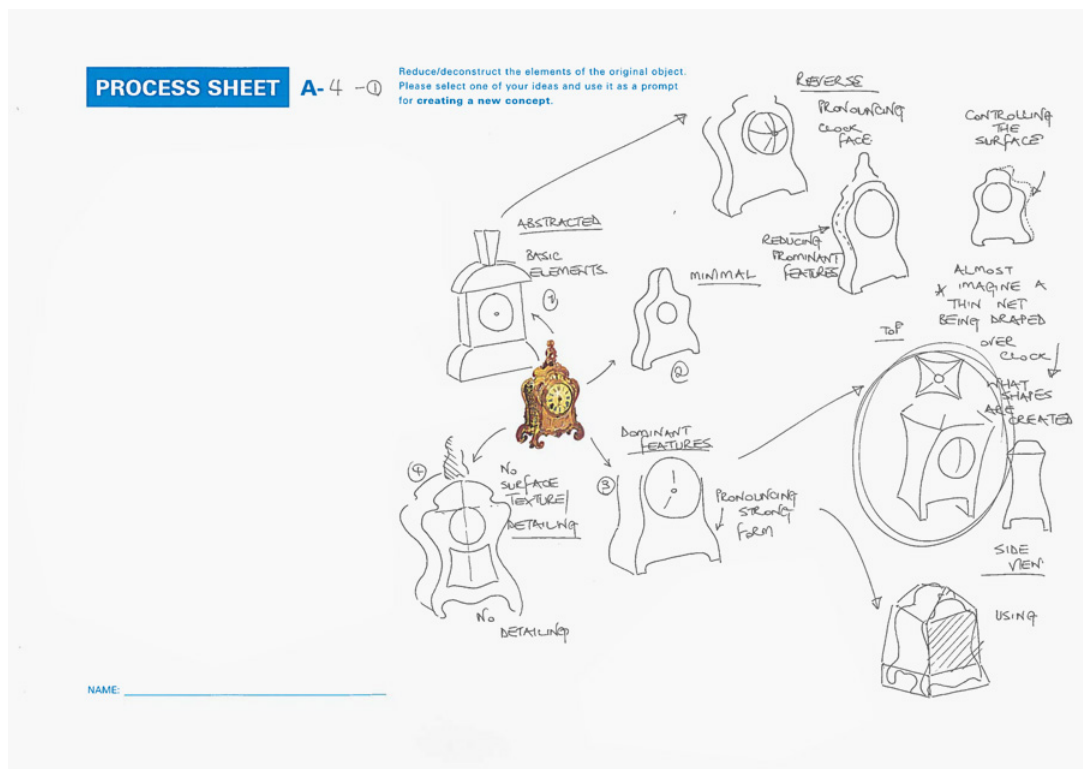 PROCESS SHEET A-4-①
Reduce/deconstruct the elements of the original object.
Please select one of your ideas and use it as a prompt
for creating a new concept.
REVERSE
PRONOUNCING
CLOCK
FACE.
CONTROLLING
THE
SURFACE
ABSTRACTED
BASIC
ELEMENTS.
①
REDUCING
PROMINANT
FEATURES
MINIMAL
②
ALMOST
* IMAGINE A
THIN NET
BEING DRAPED
OVER
CLOCK
WHAT
SHAPES
ARE
CREATED
TOP
DOMINANT
FEATURES
③
PRONOUNCING
STRONG
FORM
④
NO
SURFACE
TEXTURE/
DETAILING
NO
DETAILING
SIDE
VIEW
USING
NAME: